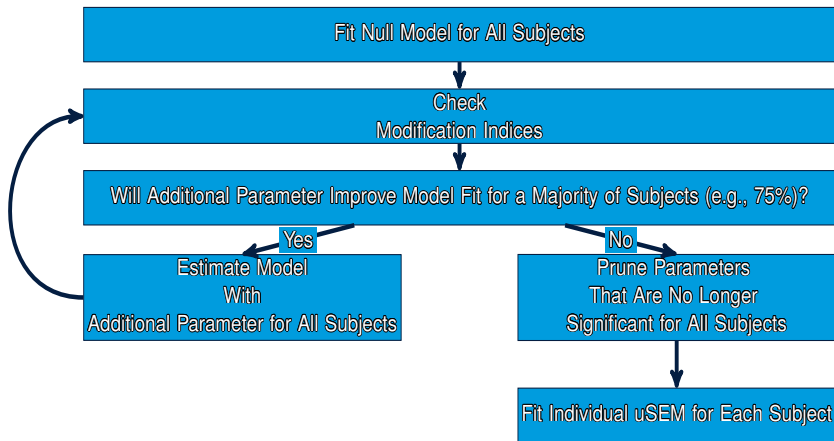 Fit Null Model for All Subjects
Check
Modification Indices
Will Additional Parameter Improve Model Fit for a Majority of Subjects (e.g., 75%)?
Yes
No
Estimate Model
With
Additional Parameter for All Subjects
Prune Parameters
That Are No Longer
Significant for All Subjects
Fit Individual uSEM for Each Subject